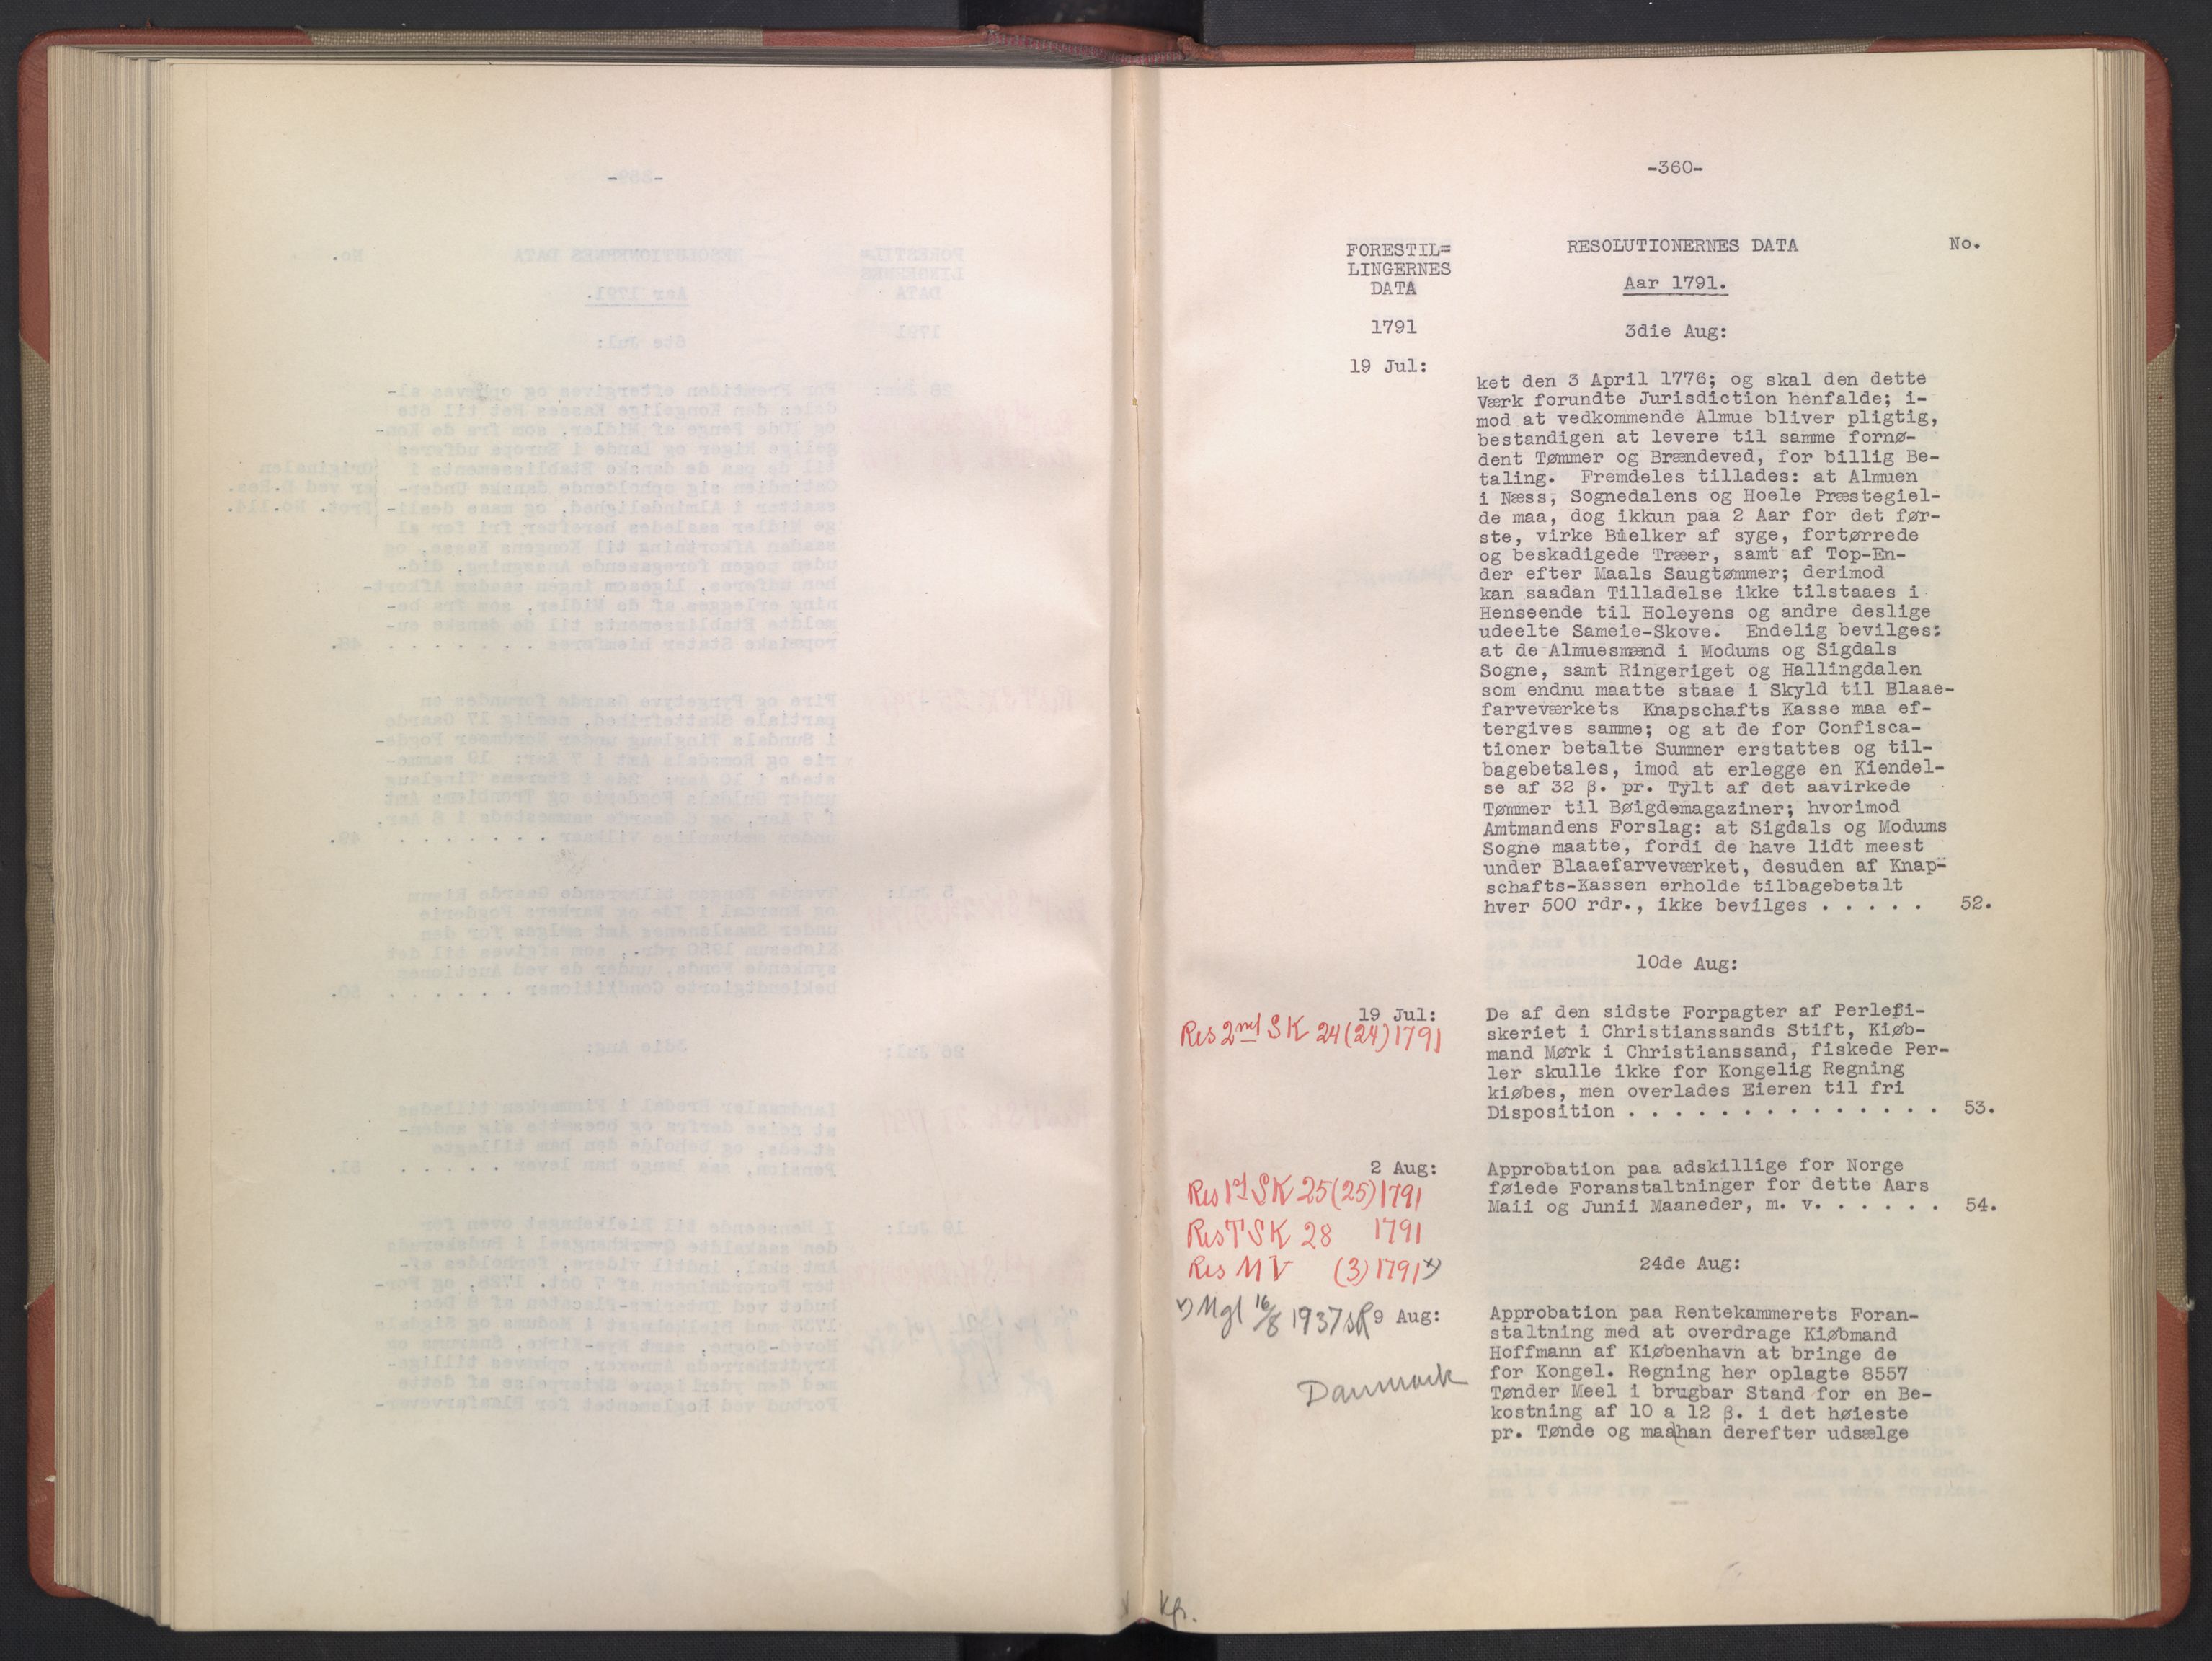 -360-
FORESTIL= RESOLUTIONERNES DATA No.
LINGERNES
DATA Aar 1791.
1791 3die Aug:
19 Jul:
ket den 3 April 1776; og skal den dette
Værk forundte Jurisdiction henfalde; i-
mod at vedkommende Almue bliver pligtig,
bestandigen at levere til samme fornø-
dent Tømmer og Brændeved, for billig Be-
taling. Fremdeles tillades: at Almuen
i Næss, Sognedalens og Hoele Præstegiel-
de maa, dog ikkun paa 2 Aar for det før-
ste, virke Bielker af syge, fortørrede
og beskadigede Træer, samt af Top-En-
der efter Maals Saugtømmer; derimod
kan saadan Tilladelse ikke tilstaaes i
Henseende til Holeyens og andre deslige
udeelte Sameie-Skove. Endelig bevilges:
at de Almuesmænd i Modums og Sigdals
Sogne, samt Ringeriget og Hallingdalen
som endnu maatte staae i Skyld til Blaae-
farveværkets Knapschafts Kasse maa ef-
tergives samme; og at de for Confisca-
tioner betalte Summer erstattes og til-
bagebetales, imod at erlegge en Kiendel-
se af 32 β. pr. Tylt af det aavirkede
Tømmer til Bøigdemagaziner; hvorimod
Amtmandens Forslag: at Sigdals og Modums
Sogne maatte, fordi de have lidt meest
under Blaaefarveværket, desuden af Knap-
schafts-Kassen erholde tilbagebetalt
hver 500 rdr., ikke bevilges . . . . . 52.
10de Aug:
19 Jul: De af den sidste Forpagter af Perlefi-
Res 2net SK 24(24)1791 skeriet i Christianssands Stift, Kiøb-
mand Mørk i Christianssand, fiskede Per-
ler skulle ikke for Kongelig Regning
kiøbes, men overlades Eieren til fri
Disposition . . . . . . . . . . . . . . 53.
2 Aug: Approbation paa adskillige for Norge
Res 1st SK 25(25)1791 føiede Foranstaltninger for dette Aars
Maii og Junii Maaneder, m. v. . . . . . 54.
Res T SK 28 1791
Res MV (3)1791 x) 24de Aug:
x) Mgl 16/8 1937 SR 9 Aug: Approbation paa Rentekammerets Foran-
staltning med at overdrage Kiøbmand
Hoffmann af Kiøbenhavn at bringe de
for Kongel. Regning her oplagte 8557
Danmark Tønder Meel i brugbar Stand for en Be-
kostning af 10 a 12 β. i det høieste
pr. Tønde og maa han derefter udsælge
Kfr.